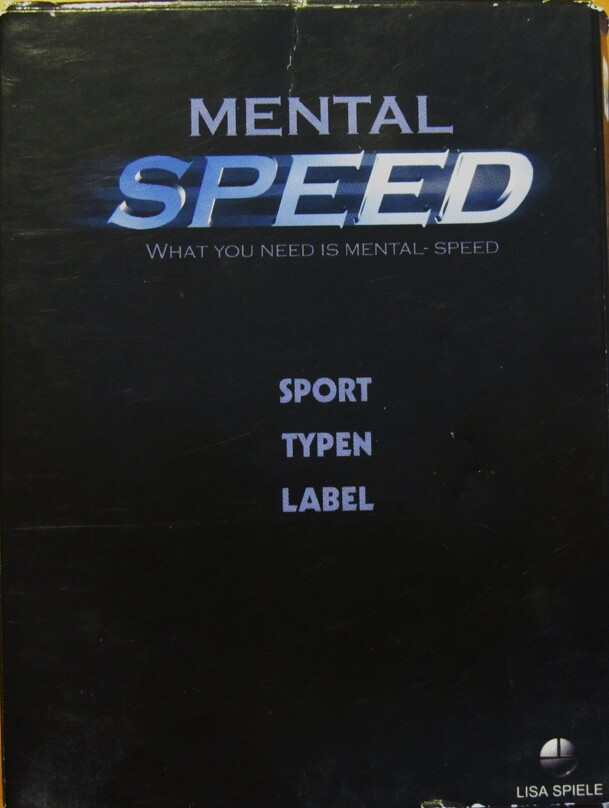 MENTAL
SPEED
WHAT YOU NEED IS MENTAL- SPEED
SPORT
TYPEN
LABEL
LISA SPIELE